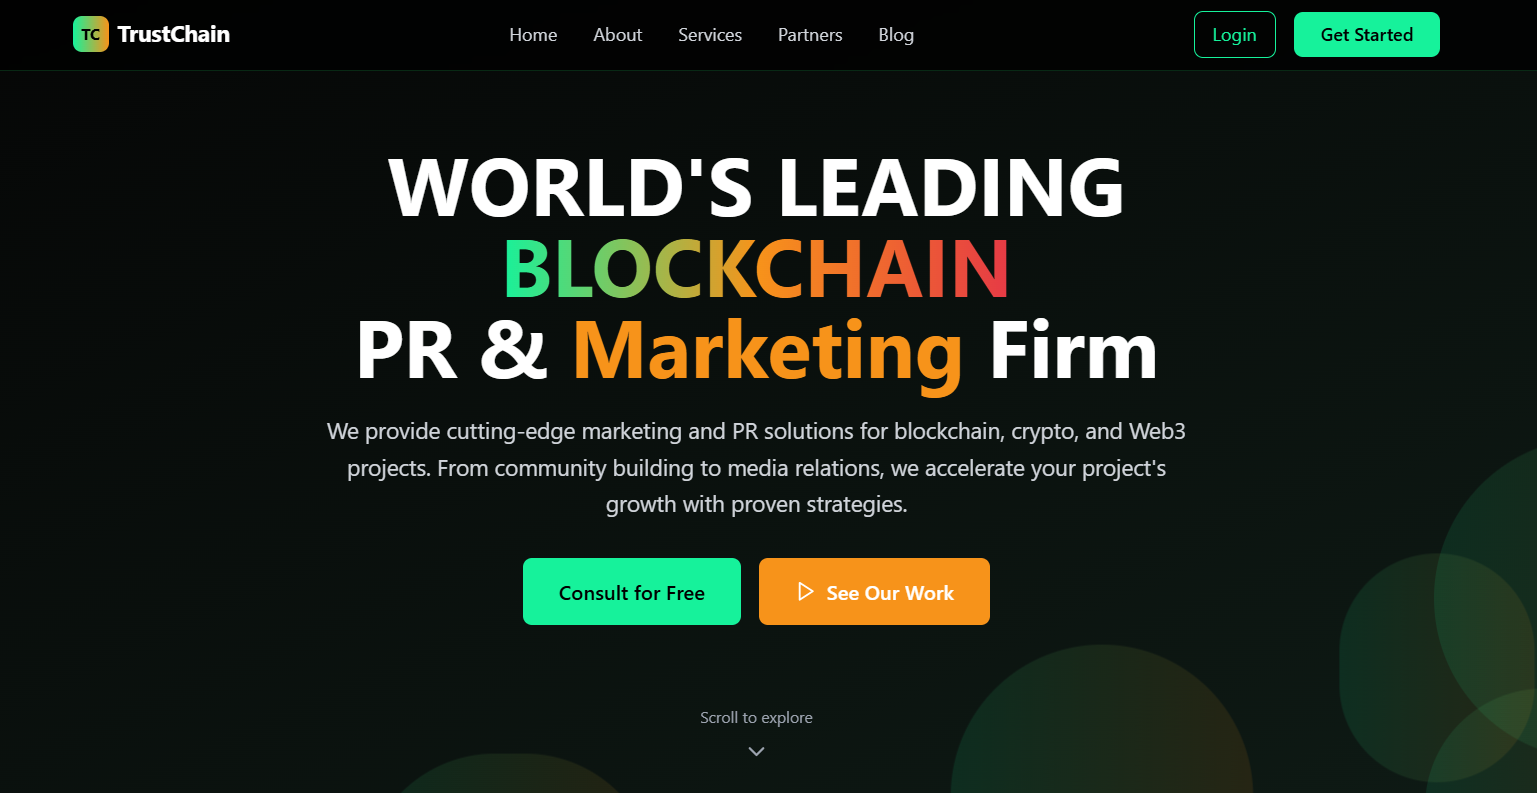 TC TrustChain
Home About Services Partners Blog
Login Get Started
WORLD'S LEADING
BLOCKCHAIN
PR & Marketing Firm
We provide cutting-edge marketing and PR solutions for blockchain, crypto, and Web3
projects. From community building to media relations, we accelerate your project's
growth with proven strategies.
Consult for Free See Our Work
Scroll to explore